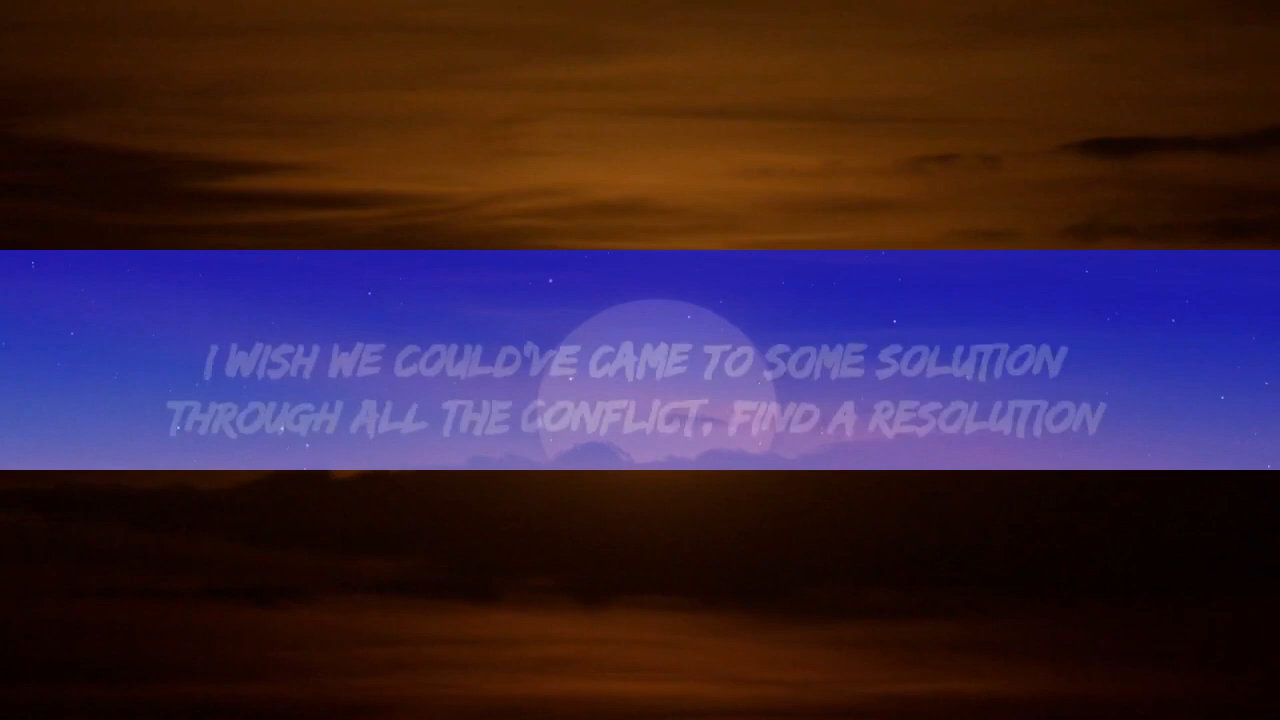 I WISH WE COULD'VE CAME TO SOME SOLUTION
THROUGH ALL THE CONFLICT, FIND A RESOLUTION